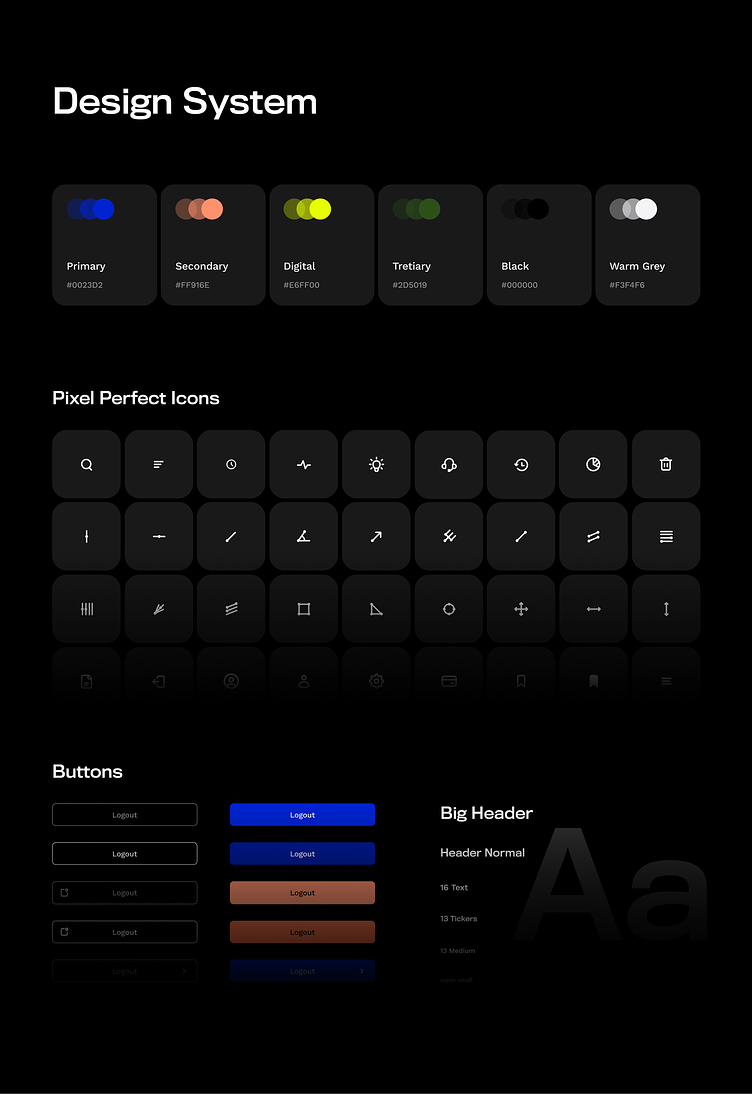 Design System
Primary
#0023D2
Secondary
#FF916E
Digital
#E6FF00
Tretiary
#2D5019
Black
#000000
Warm Grey
#F3F4F6
Pixel Perfect Icons
Buttons
Logout
Logout
Logout
Logout
Logout
Logout
Logout
Logout
Logout
Logout
Big Header
Header Normal
16 Text
13 Tickers
13 Medium
super small
Aa